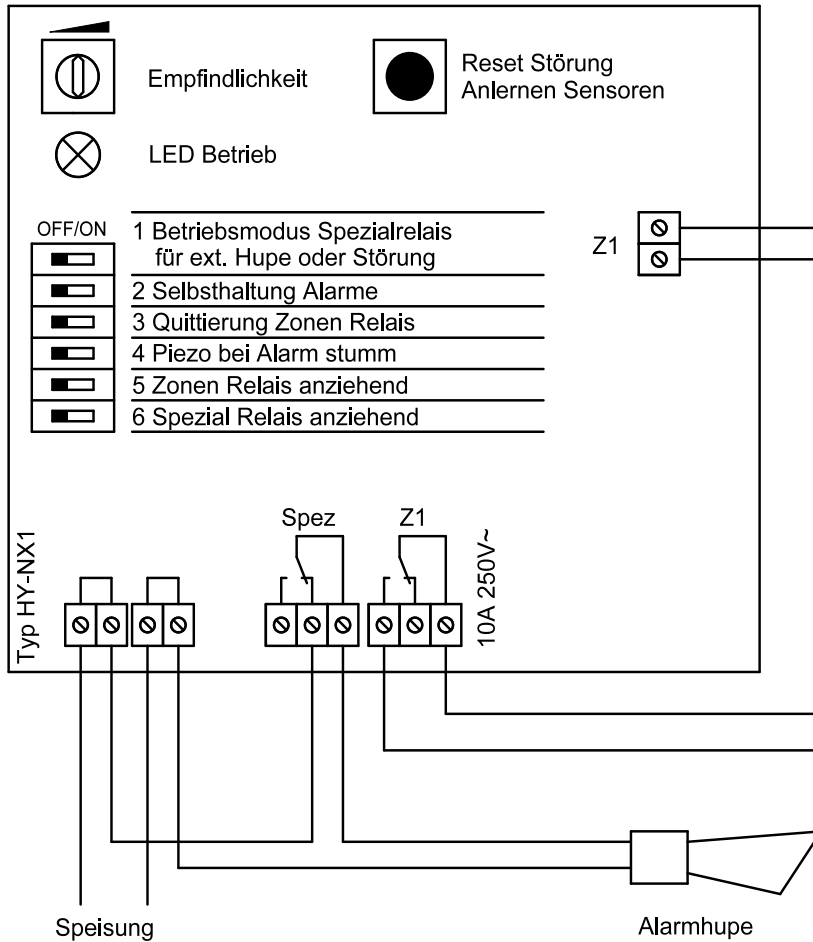 Empfindlichkeit
Reset Störung
Anlernen Sensoren
LED Betrieb
OFF/ON
1 Betriebsmodus Spezialrelais
für ext. Hupe oder Störung
2 Selbsthaltung Alarme
3 Quittierung Zonen Relais
4 Piezo bei Alarm stumm
5 Zonen Relais anziehend
6 Spezial Relais anziehend
Z1
Typ HY-NX1
Spez
Z1
10A 250V~
Speisung
Alarmhupe